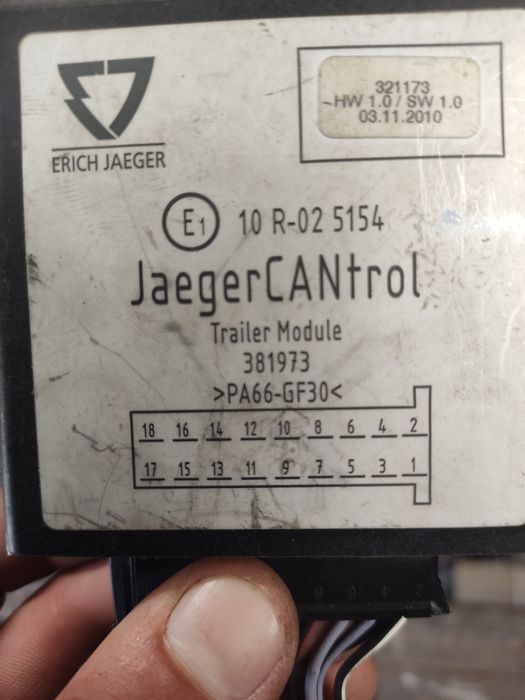 321173
HW 1.0 / SW 1.0
03.11.2010
ERICH JAEGER
E1 10 R-02 5154
JaegerCANtrol
Trailer Module
381973
>PA66-GF30<
18 16 14 12 10 8 6 4 2
17 15 13 11 9 7 5 3 1